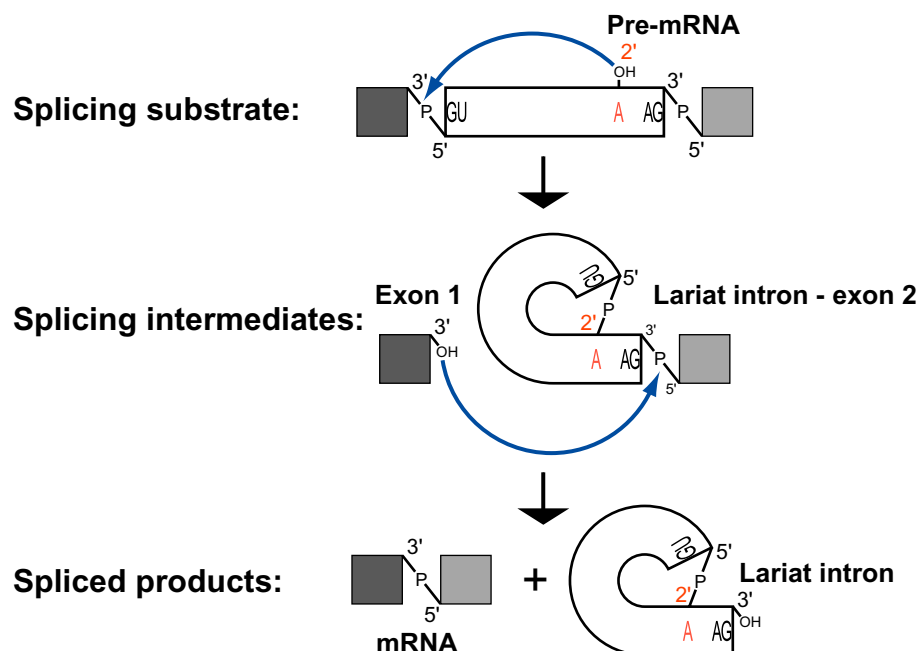 Pre-mRNA
2'
OH
3' 3'
Splicing substrate: P GU A AG P
5' 5'
GU 5'
Exon 1 Lariat intron - exon 2
2' P
Splicing intermediates: 3' 3'
OH A AG P
5'
GU 5'
3' P
Spliced products: P + 2' Lariat intron
5' 3'
OH
mRNA A AG